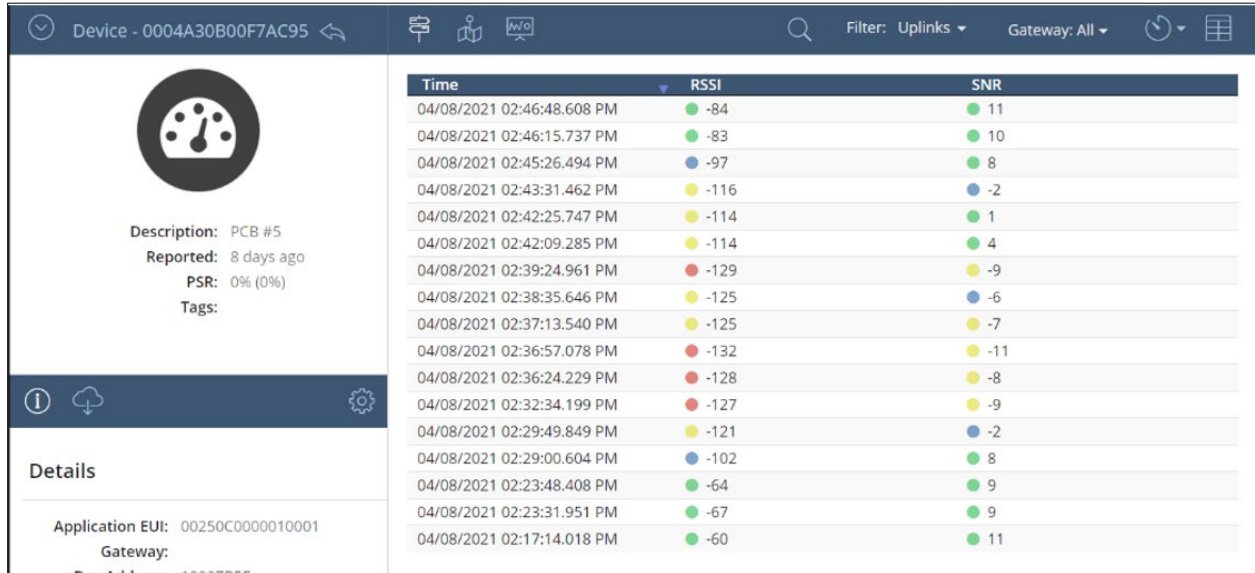 Device - 0004A30B00F7AC95
Filter: Uplinks
Gateway: All
Description: PCB #5
Reported: 8 days ago
PSR: 0% (0%)
Tags:
Details
Application EUI: 00250C0000010001
Gateway:
Time RSSI SNR
04/08/2021 02:46:48.608 PM -84 11
04/08/2021 02:46:15.737 PM -83 10
04/08/2021 02:45:26.494 PM -97 8
04/08/2021 02:43:31.462 PM -116 -2
04/08/2021 02:42:25.747 PM -114 1
04/08/2021 02:42:09.285 PM -114 4
04/08/2021 02:39:24.961 PM -129 -9
04/08/2021 02:38:35.646 PM -125 -6
04/08/2021 02:37:13.540 PM -125 -7
04/08/2021 02:36:57.078 PM -132 -11
04/08/2021 02:36:24.229 PM -128 -8
04/08/2021 02:32:34.199 PM -127 -9
04/08/2021 02:29:49.849 PM -121 -2
04/08/2021 02:29:00.604 PM -102 8
04/08/2021 02:23:48.408 PM -64 9
04/08/2021 02:23:31.951 PM -67 9
04/08/2021 02:17:14.018 PM -60 11